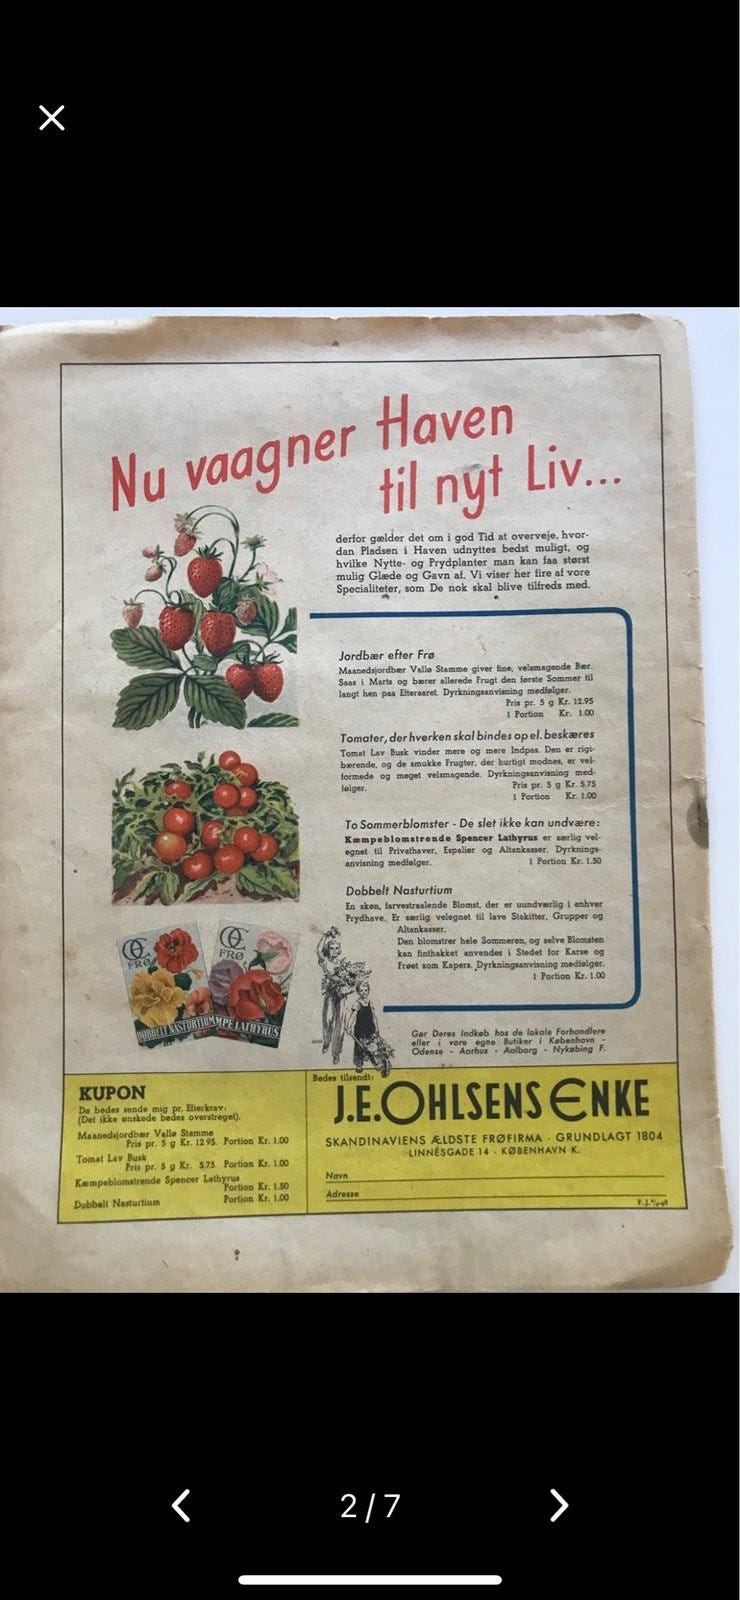 Nu vaagner Haven
til nyt Liv...
derfor gælder det om i god Tid at overveje, hvor-
dan Pladsen i Haven udnyttes bedst muligt, og
hvilke Nytte- og Prydplanter man kan faa størst
mulig Glæde og Gavn af. Vi viser her fire af vore
Specialiteter, som De nok skal blive tilfreds med.
Jordbær efter Frø
Maanedsjordbær Vallø Stamme giver fine, velsmagende Bær.
Saas i Marts og bærer allerede Frugt den første Sommer til
langt hen paa Efteraaret. Dyrkningsanvisning medfølger.
Pris pr. 5 g Kr. 12.95
1 Portion Kr. 1.00
Tomater, der hverken skal bindes op el. beskæres
Tomat Lav Busk vinder mere og mere Indpas. Den er rigt-
bærende, og de smukke Frugter, der hurtigt modnes, er vel-
formede og meget velsmagende. Dyrkningsanvisning med-
følger. Pris pr. 5 g Kr. 5.75
1 Portion Kr. 1.00
To Sommerblomster - De slet ikke kan undvære:
Kæmpeblomstrende Spencer Lathyrus er særlig vel-
egnet til Privathaver, Espalier og Altankasser. Dyrknings-
anvisning medfølger. 1 Portion Kr. 1.50
Dobbelt Nasturtium
En skøn, farvestraalende Blomst, der er uundværlig i enhver
Prydhave. Er særlig velegnet til lave Stakitter, Grupper og
Altankasser.
Den blomstrer hele Sommeren, og selve Blomsten
kan finthakket anvendes i Stedet for Karse og
Frøet som Kapers. Dyrkningsanvisning medfølger.
1 Portion Kr. 1.00
OE
FRØ
DOBBELT NASTURTIUM
OE
FRØ
MPE LATHYRUS
Gør Deres Indkøb hos de lokale Forhandlere
eller i vore egne Butiker i København -
Odense - Aarhus - Aalborg - Nykøbing F.
KUPON
De bedes sende mig pr. Efterkrav:
(Det ikke ønskede bedes overstreget).
Maanedsjordbær Vallø Stamme
Pris pr. 5 g Kr. 12.95. Portion Kr. 1.00
Tomat Lav Busk
Pris pr. 5 g Kr. 5.75. Portion Kr. 1.00
Kæmpeblomstrende Spencer Lathyrus
Portion Kr. 1.50
Dobbelt Nasturtium Portion Kr. 1.00
Bedes tilsendt:
J.E. OHLSENS ENKE
SKANDINAVIENS ÆLDSTE FRØFIRMA · GRUNDLAGT 1804
LINNÉSGADE 14 · KØBENHAVN K.
Navn
Adresse
2 / 7